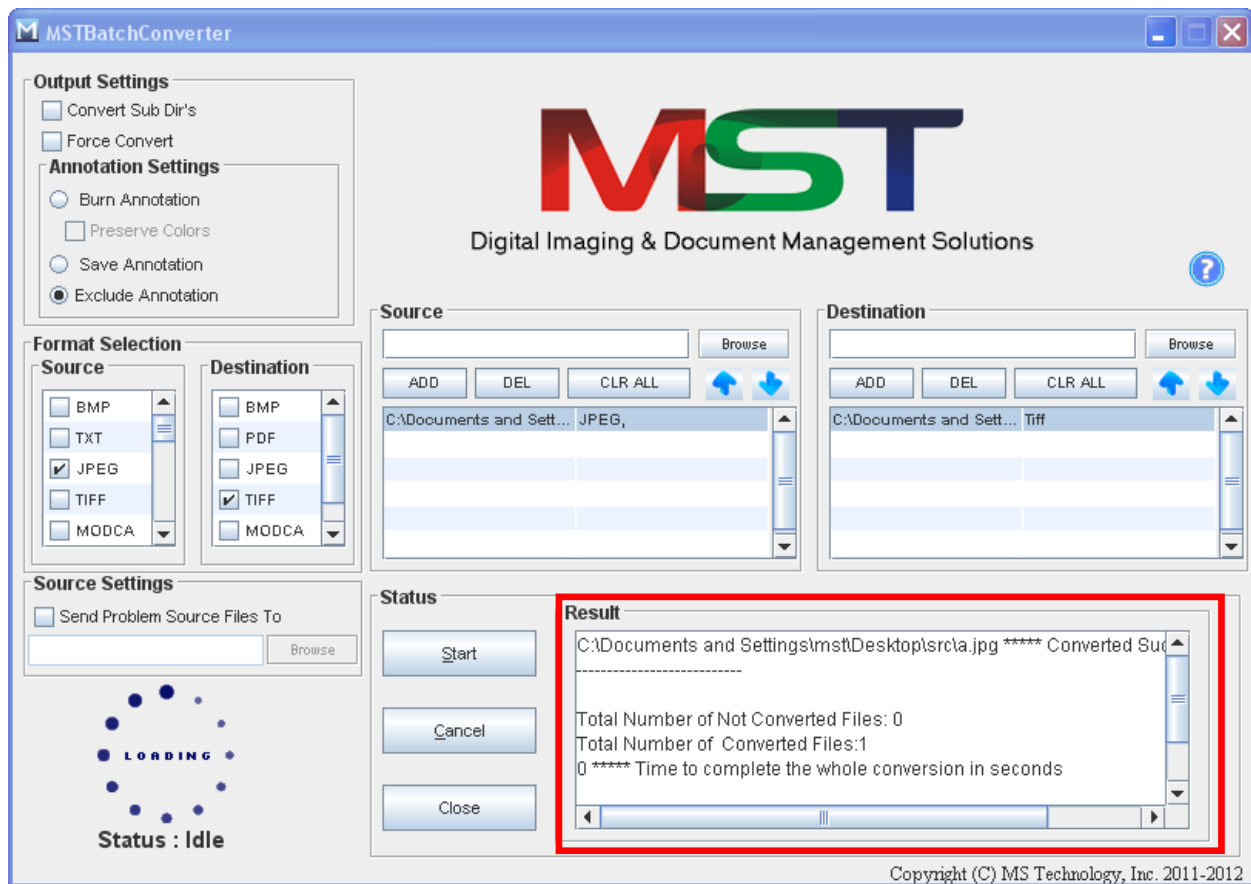 MSTBatchConverter
Output Settings
Convert Sub Dir's
Force Convert
Annotation Settings
Burn Annotation
Preserve Colors
Save Annotation
Exclude Annotation
MST
Digital Imaging & Document Management Solutions
?
Format Selection
Source
BMP
TXT
JPEG
TIFF
MODCA
Destination
BMP
PDF
JPEG
TIFF
MODCA
Source
Browse
ADD DEL CLR ALL
C:\Documents and Sett... JPEG,
Destination
Browse
ADD DEL CLR ALL
C:\Documents and Sett... Tiff
Source Settings
Send Problem Source Files To
Browse
LOADING
Status : Idle
Status
Start
Cancel
Close
Result
C:\Documents and Settings\mst\Desktop\src\a.jpg ***** Converted Suc
---------------------------
Total Number of Not Converted Files: 0
Total Number of  Converted Files:1
0 ***** Time to complete the whole conversion in seconds
Copyright (C) MS Technology, Inc. 2011-2012